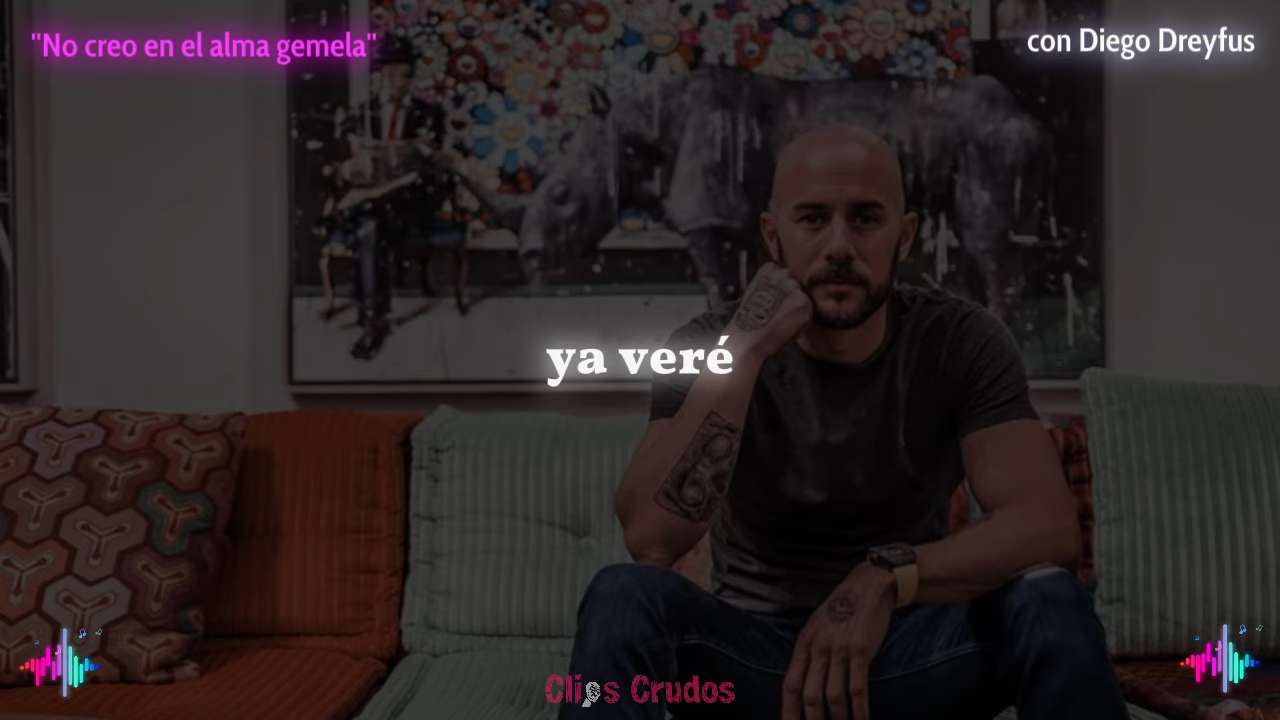 "No creo en el alma gemela"
con Diego Dreyfus
ya veré
Clips Crudos